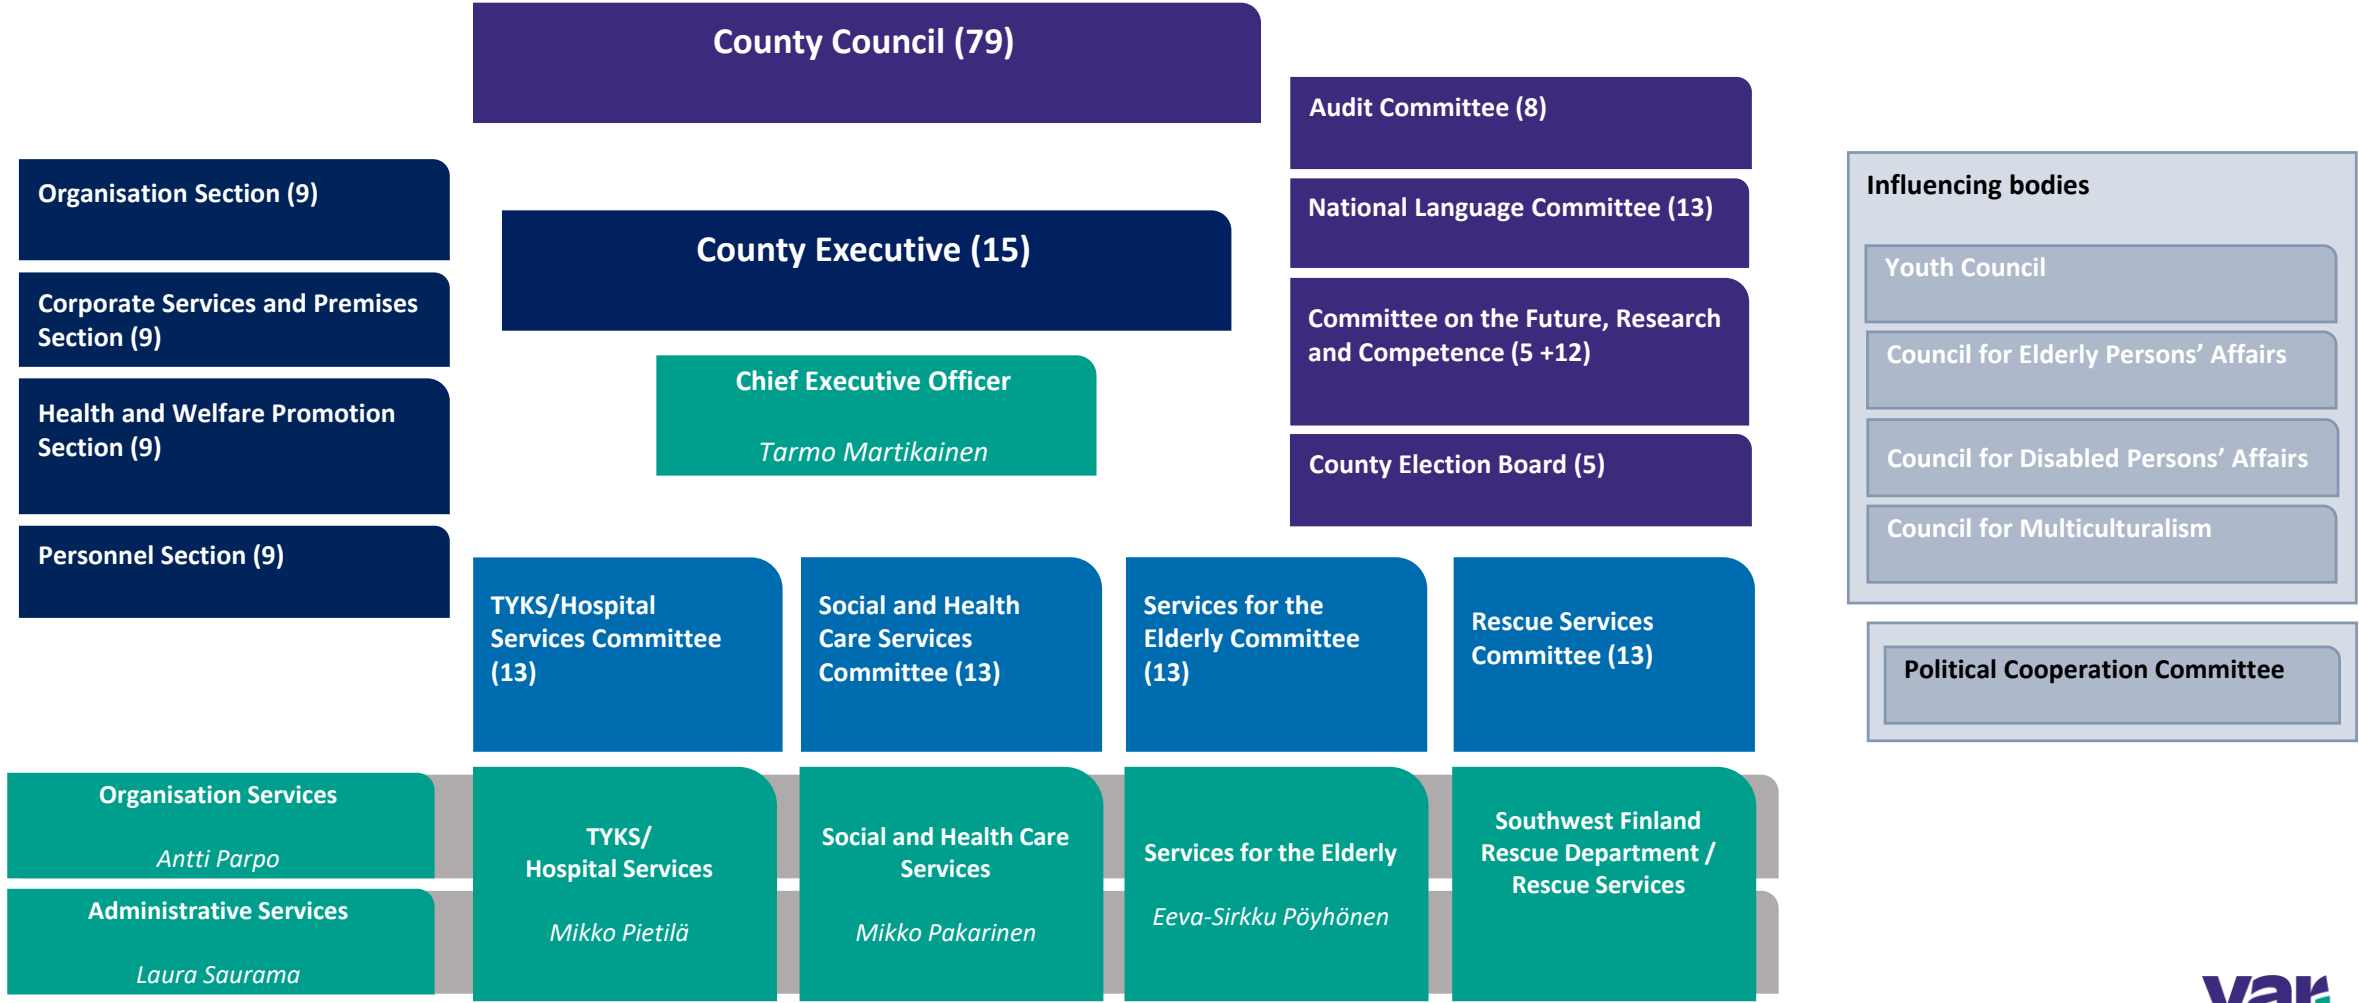 County Council (79)
Audit Committee (8)
National Language Committee (13)
Committee on the Future, Research
and Competence (5 +12)
County Election Board (5)
Organisation Section (9)
Corporate Services and Premises
Section (9)
Health and Welfare Promotion
Section (9)
Personnel Section (9)
County Executive (15)
Chief Executive Officer
Tarmo Martikainen
Influencing bodies
Youth Council
Council for Elderly Persons’ Affairs
Council for Disabled Persons’ Affairs
Council for Multiculturalism
Political Cooperation Committee
TYKS/Hospital
Services Committee
(13)
Social and Health
Care Services
Committee (13)
Services for the
Elderly Committee
(13)
Rescue Services
Committee (13)
Organisation Services
Antti Parpo
Administrative Services
Laura Saurama
TYKS/
Hospital Services
Mikko Pietilä
Social and Health Care
Services
Mikko Pakarinen
Services for the Elderly
Eeva-Sirkku Pöyhönen
Southwest Finland
Rescue Department /
Rescue Services
var